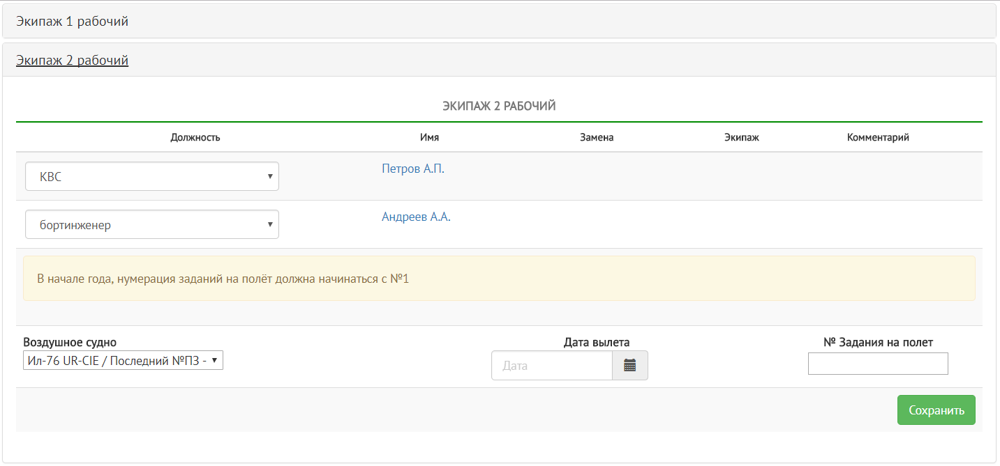 Экипаж 1 рабочий
Экипаж 2 рабочий
ЭКИПАЖ 2 РАБОЧИЙ
Должность Имя Замена Экипаж Комментарий
КВС Петров А.П.
бортинженер Андреев А.А.
В начале года, нумерация заданий на полёт должна начинаться с №1
Воздушное судно Дата вылета № Задания на полет
Ил-76 UR-CIE / Последний №ПЗ - Дата
Сохранить